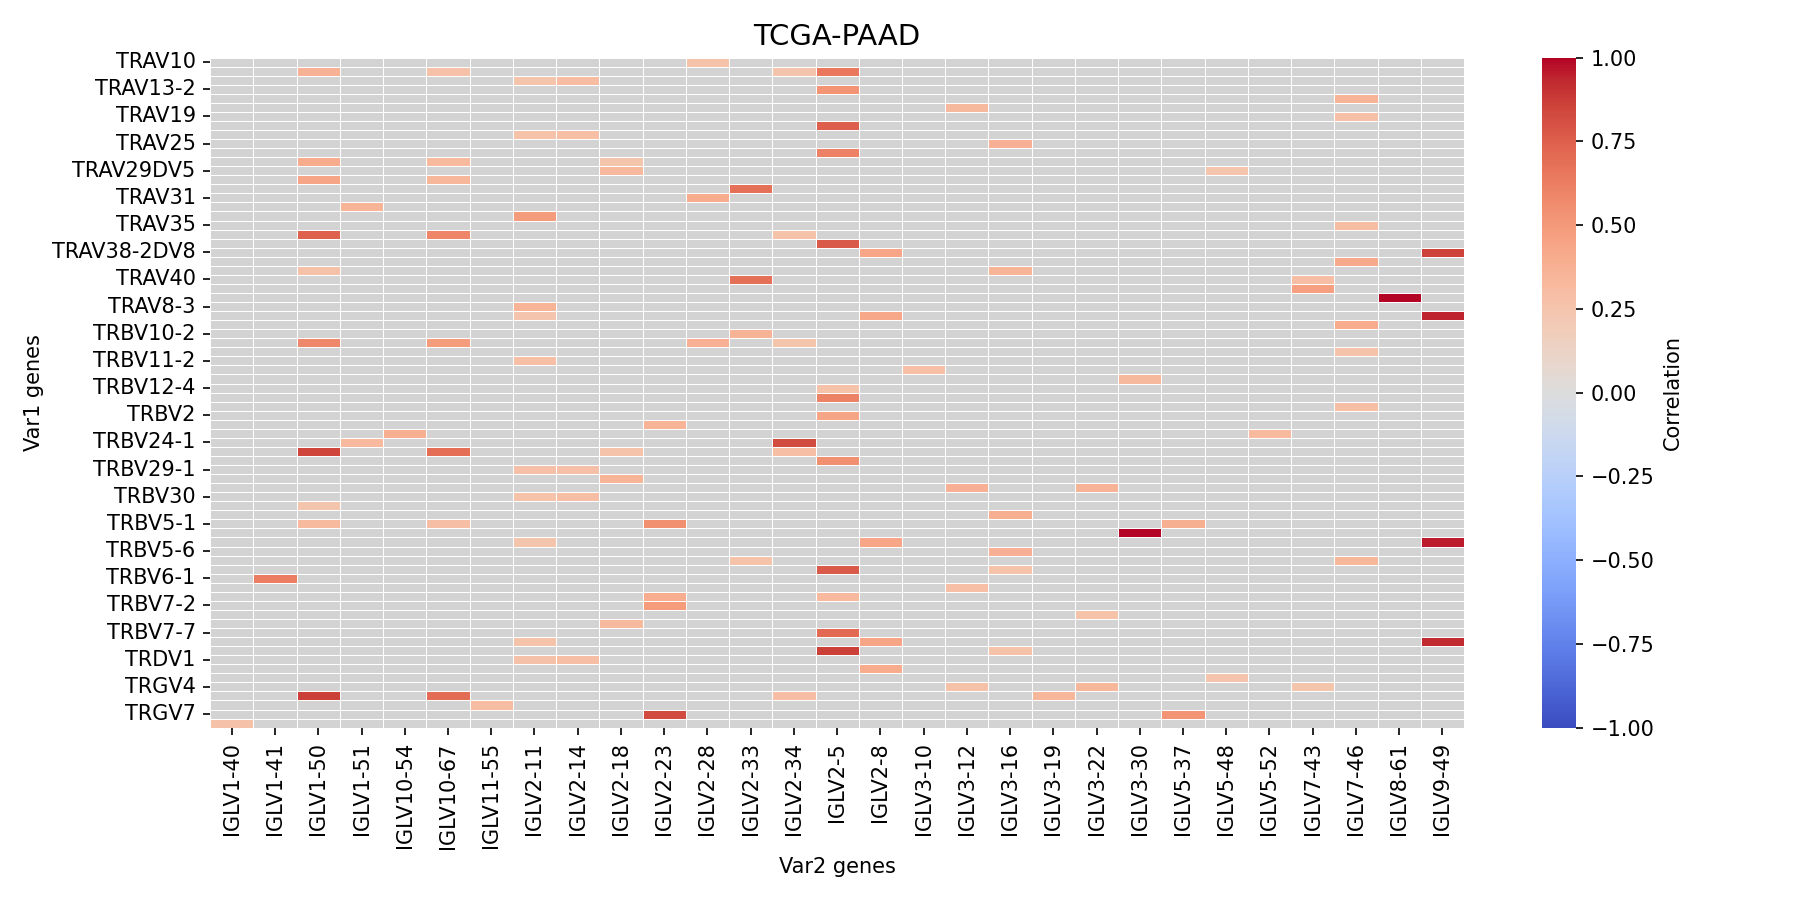 TCGA-PAAD
Var1 genes
TRAV10
TRAV13-2
TRAV19
TRAV25
TRAV29DV5
TRAV31
TRAV35
TRAV38-2DV8
TRAV40
TRAV8-3
TRBV10-2
TRBV11-2
TRBV12-4
TRBV2
TRBV24-1
TRBV29-1
TRBV30
TRBV5-1
TRBV5-6
TRBV6-1
TRBV7-2
TRBV7-7
TRDV1
TRGV4
TRGV7
IGLV1-40
IGLV1-41
IGLV1-50
IGLV1-51
IGLV10-54
IGLV10-67
IGLV11-55
IGLV2-11
IGLV2-14
IGLV2-18
IGLV2-23
IGLV2-28
IGLV2-33
IGLV2-34
IGLV2-5
IGLV2-8
IGLV3-10
IGLV3-12
IGLV3-16
IGLV3-19
IGLV3-22
IGLV3-30
IGLV5-37
IGLV5-48
IGLV5-52
IGLV7-43
IGLV7-46
IGLV8-61
IGLV9-49
Var2 genes
1.00
0.75
0.50
0.25
0.00
−0.25
−0.50
−0.75
−1.00
Correlation